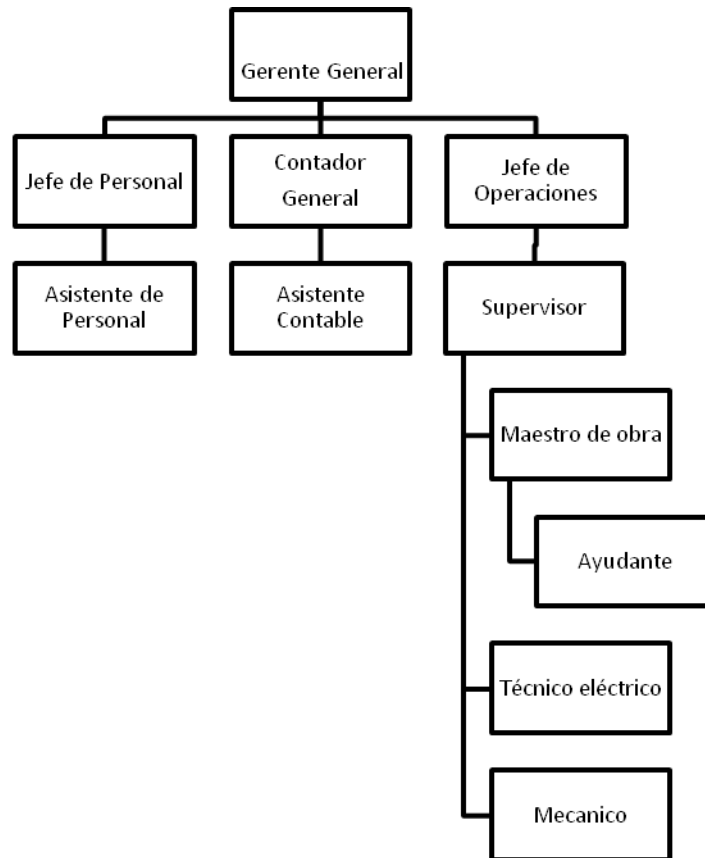 Gerente General
Jefe de Personal
Contador
General
Jefe de
Operaciones
Asistente de
Personal
Asistente
Contable
Supervisor
Maestro de obra
Ayudante
Técnico eléctrico
Mecanico